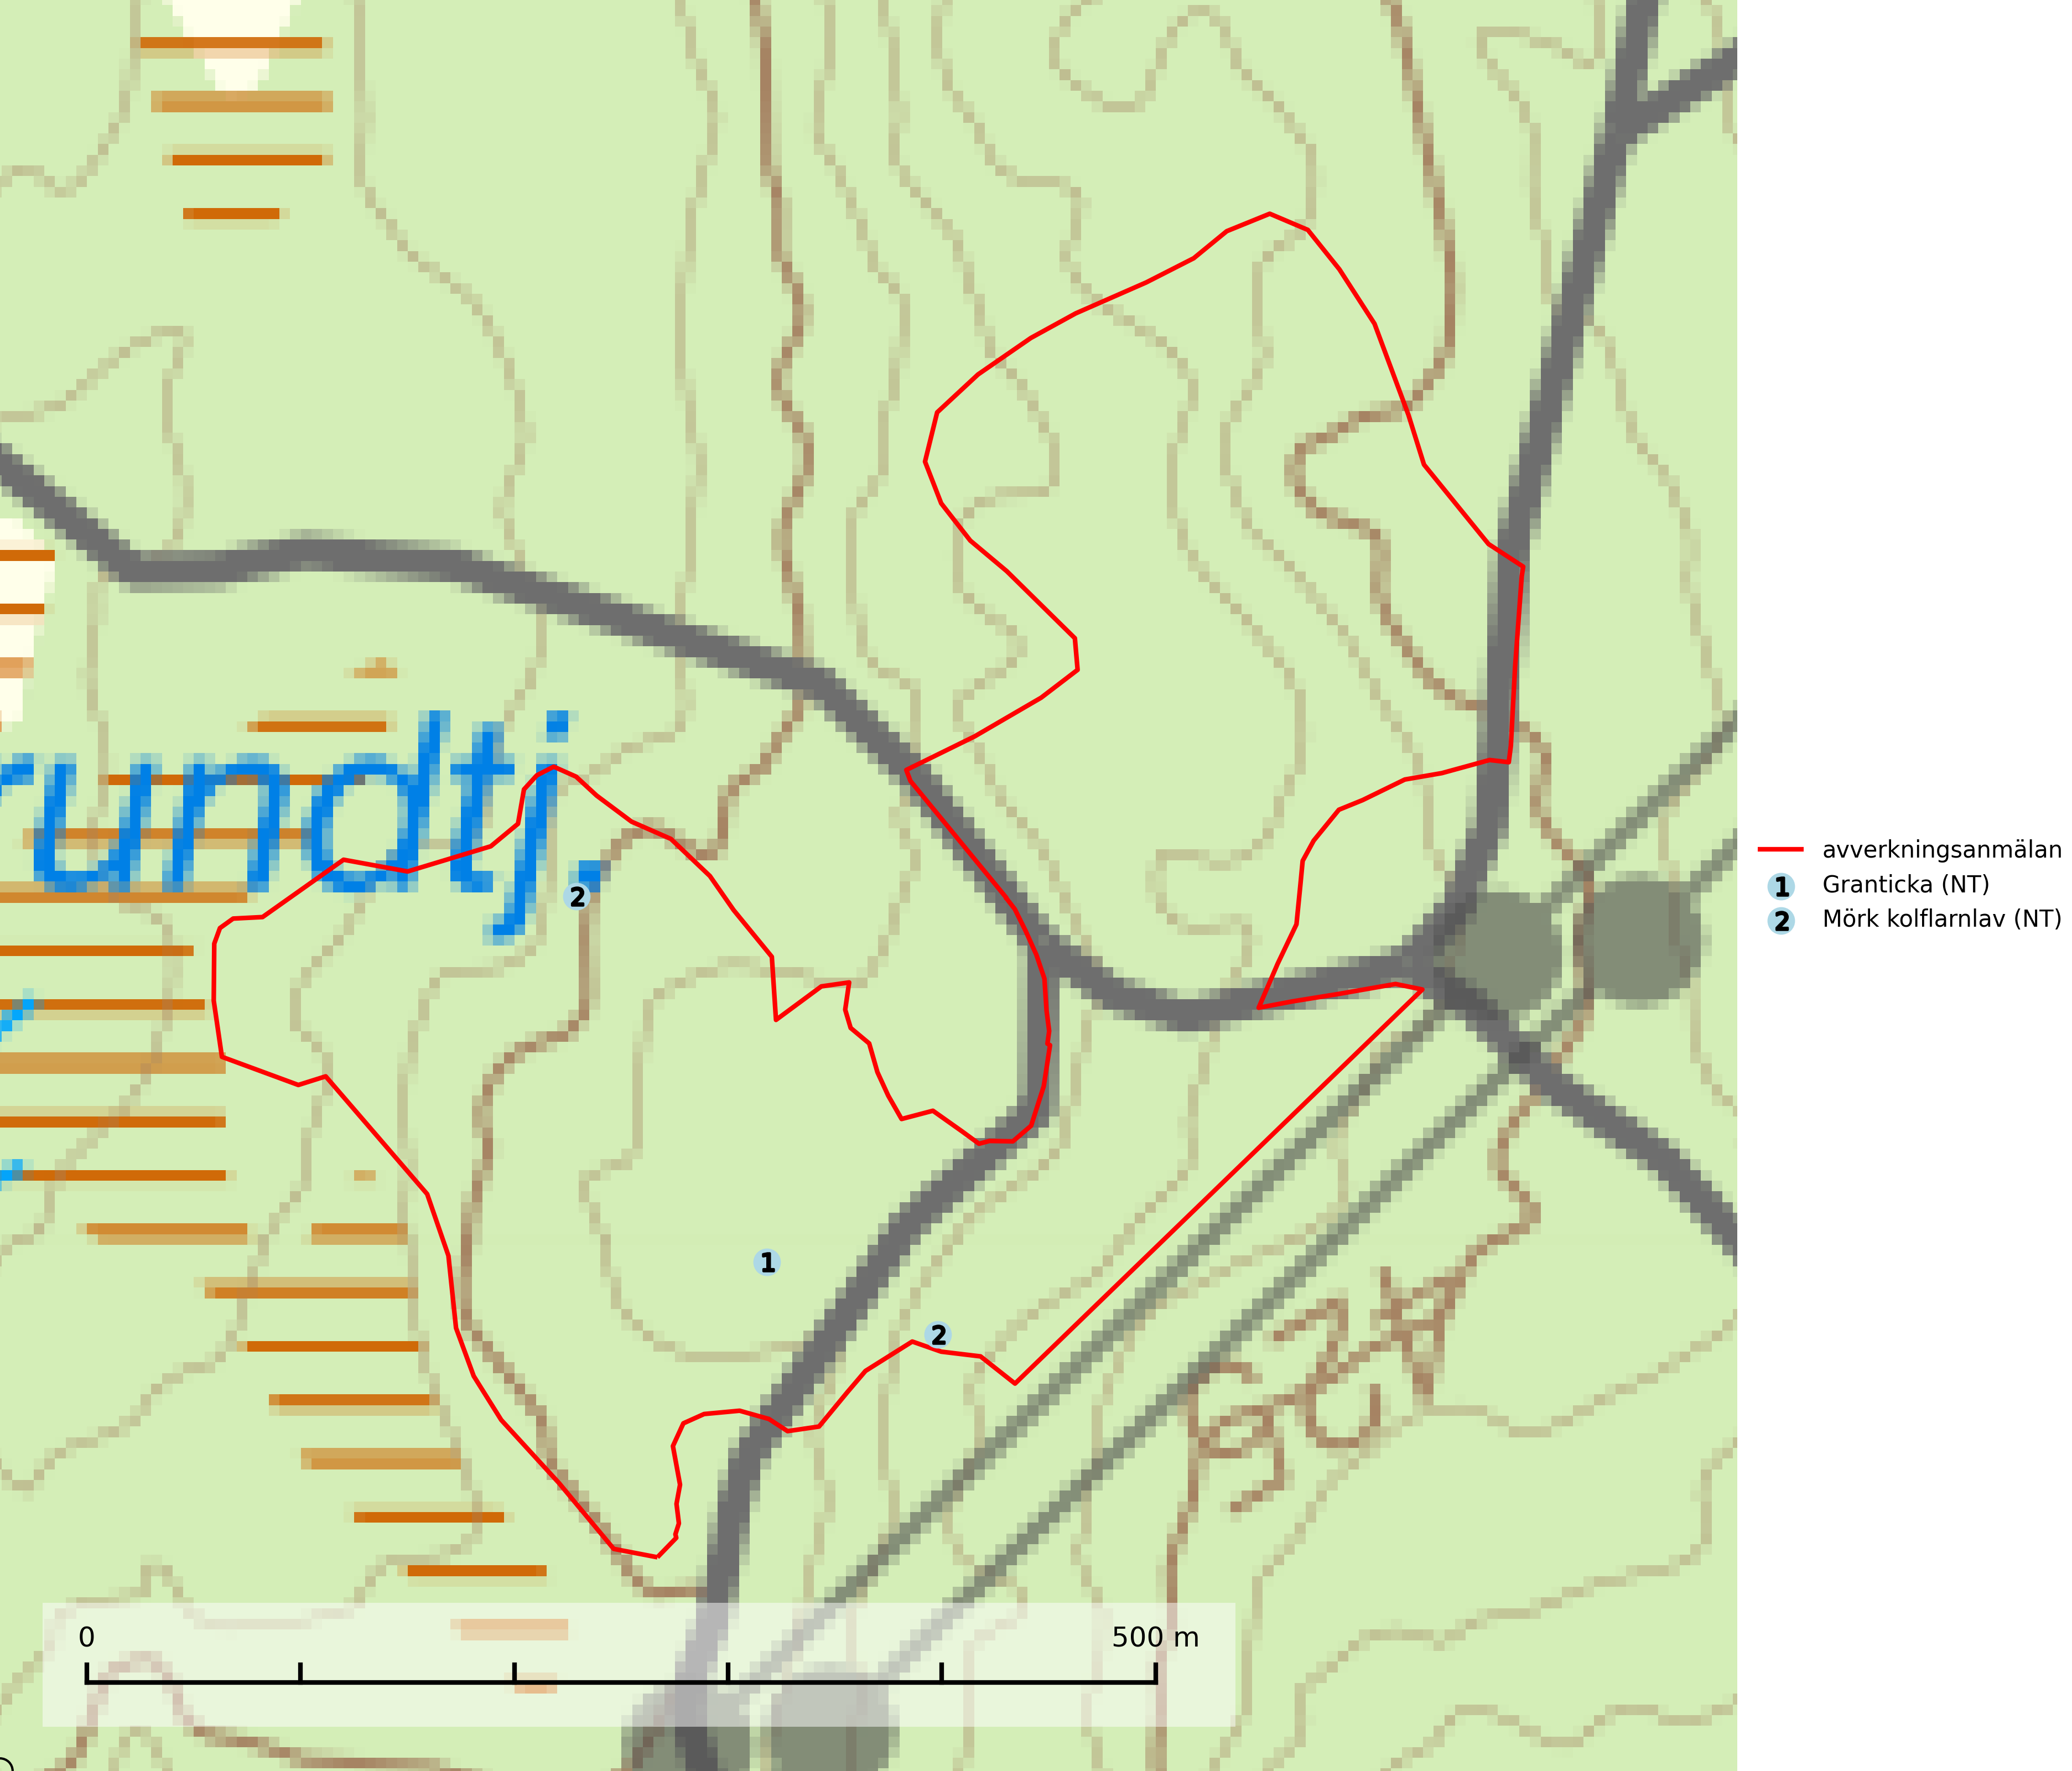 rundtj.
2
1
2
0 500 m
avverkningsanmälan
1 Granticka (NT)
2 Mörk kolflarnlav (NT)